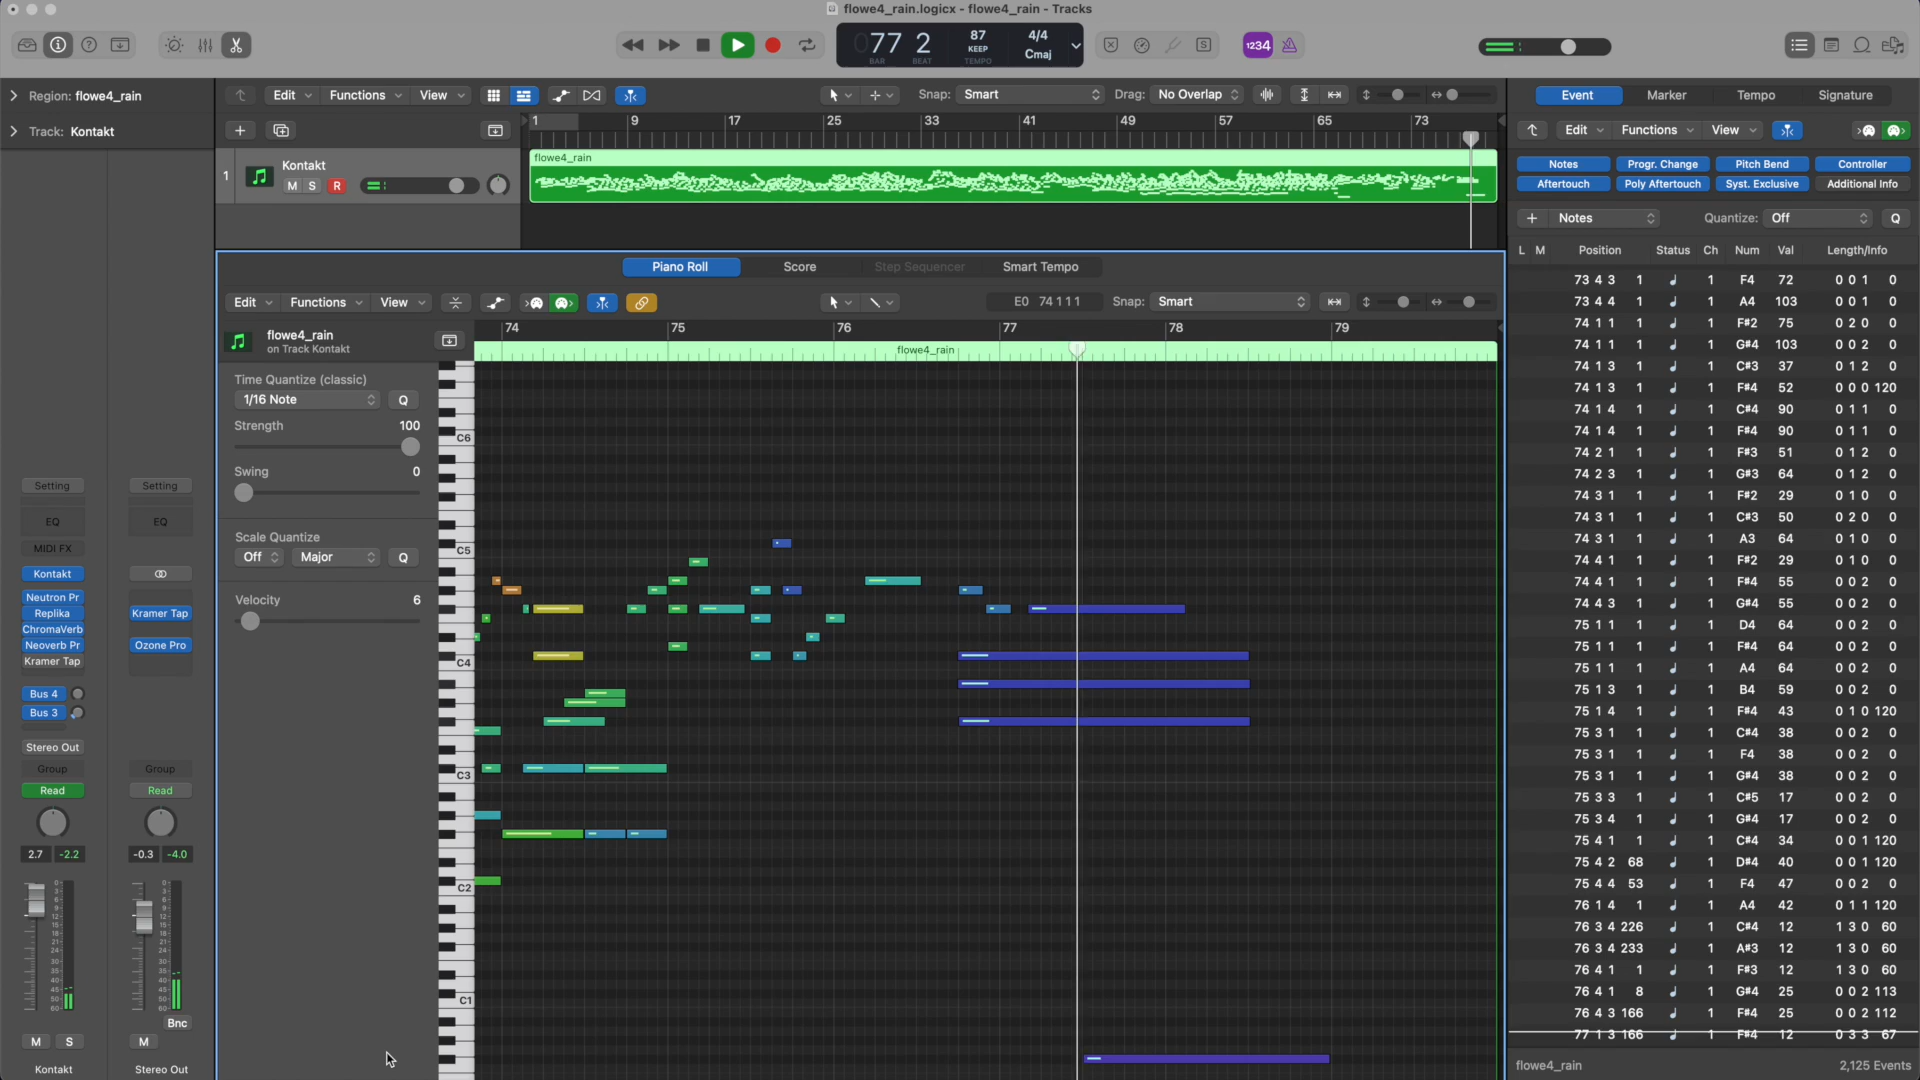 flowe4_rain.logicx - flowe4_rain - Tracks
077 2
BAR BEAT
87
KEEP
TEMPO
4/4
Cmaj
1234
Region: flowe4_rain
Track: Kontakt
Edit Functions View
Snap: Smart
Drag: No Overlap
1 9 17 25 33 41 49 57 65 73
1
Kontakt
M S R
flowe4_rain
Piano Roll Score Step Sequencer Smart Tempo
Edit Functions View
E0 74 1 1 1
Snap: Smart
flowe4_rain
on Track Kontakt
74 75 76 77 78 79
flowe4_rain
Time Quantize (classic)
1/16 Note Q
Strength 100
Swing 0
Scale Quantize
Off Major Q
Velocity 6
C6
C5
C4
C3
C2
C1
Setting Setting
EQ EQ
MIDI FX
Kontakt
Neutron Pr
Replika Kramer Tap
ChromaVerb
Neoverb Pr Ozone Pro
Kramer Tap
Bus 4
Bus 3
Stereo Out
Group Group
Read Read
2.7 -2.2 -0.3 -4.0
Bnc
M S M
Kontakt Stereo Out
Event Marker Tempo Signature
Edit Functions View
Notes Progr. Change Pitch Bend Controller
Aftertouch Poly Aftertouch Syst. Exclusive Additional Info
Notes Quantize: Off Q
L M Position Status Ch Num Val Length/Info
73 4 3 1 1 F4 72 0 0 1 0
73 4 4 1 1 A4 103 0 0 1 0
74 1 1 1 1 F#2 75 0 2 0 0
74 1 1 1 1 G#4 103 0 0 2 0
74 1 3 1 1 C#3 37 0 1 2 0
74 1 3 1 1 F#4 52 0 0 0 120
74 1 4 1 1 C#4 90 0 1 1 0
74 1 4 1 1 F#4 90 0 1 1 0
74 2 1 1 1 F#3 51 0 1 2 0
74 2 3 1 1 G#3 64 0 1 2 0
74 3 1 1 1 F#2 29 0 1 0 0
74 3 1 1 1 C#3 50 0 2 0 0
74 3 1 1 1 A3 64 0 1 0 0
74 4 1 1 1 F#2 29 0 1 0 0
74 4 1 1 1 F#4 55 0 0 2 0
74 4 3 1 1 G#4 55 0 0 2 0
75 1 1 1 1 D4 64 0 0 2 0
75 1 1 1 1 F#4 64 0 0 2 0
75 1 1 1 1 A4 64 0 0 2 0
75 1 3 1 1 B4 59 0 0 2 0
75 1 4 1 1 F#4 43 0 1 0 120
75 3 1 1 1 C#4 38 0 0 2 0
75 3 1 1 1 F4 38 0 0 2 0
75 3 1 1 1 G#4 38 0 0 2 0
75 3 3 1 1 C#5 17 0 0 2 0
75 3 4 1 1 G#4 17 0 0 2 0
75 4 1 1 1 C#4 34 0 0 1 120
75 4 2 68 1 D#4 40 0 0 1 120
75 4 4 53 1 F4 47 0 0 2 0
76 1 4 1 1 A4 42 0 1 1 120
76 3 4 226 1 C#4 12 1 3 0 60
76 3 4 233 1 A#3 12 1 3 0 60
76 4 1 1 1 F#3 12 1 3 0 60
76 4 1 8 1 G#4 25 0 0 2 113
76 4 3 166 1 F#4 25 0 0 2 112
77 1 3 166 1 F#4 12 0 3 3 67
flowe4_rain 2,125 Events